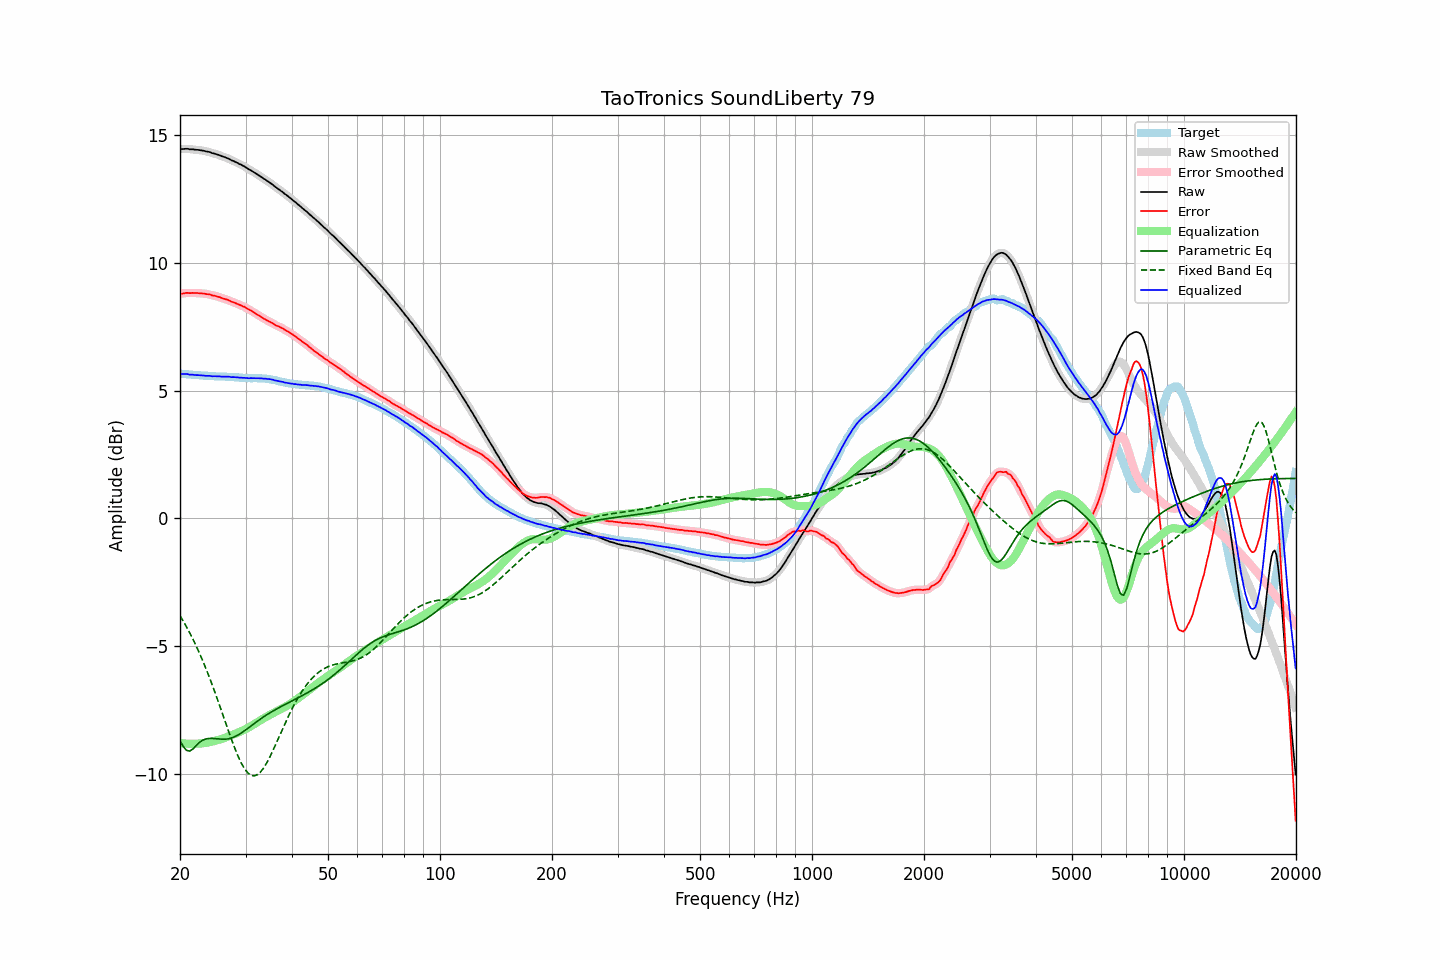 TaoTronics SoundLiberty 79
Amplitude (dBr)
15
10
5
0
−5
−10
Target
Raw Smoothed
Error Smoothed
Raw
Error
Equalization
Parametric Eq
Fixed Band Eq
Equalized
20 50 100 200 500 1000 2000 5000 10000 20000
Frequency (Hz)